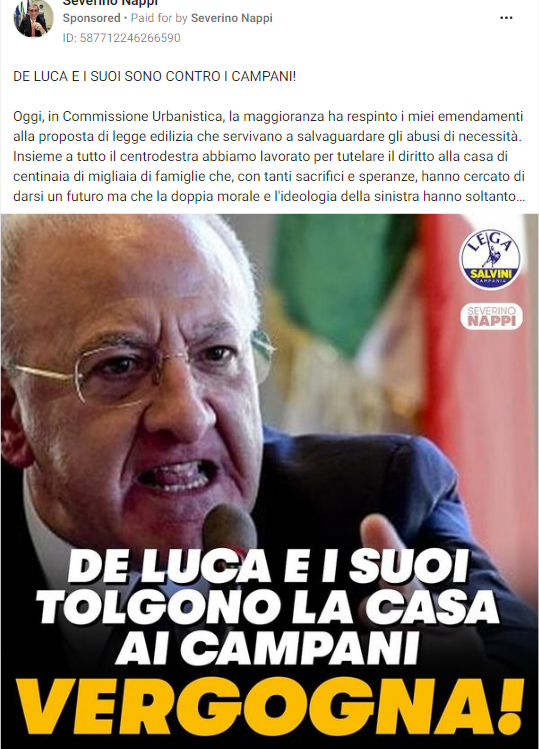 Severino Nappi
Sponsored • Paid for by Severino Nappi
ID: 587712246266590
DE LUCA E I SUOI SONO CONTRO I CAMPANI!
Oggi, in Commissione Urbanistica, la maggioranza ha respinto i miei emendamenti
alla proposta di legge edilizia che servivano a salvaguardare gli abusi di necessità.
Insieme a tutto il centrodestra abbiamo lavorato per tutelare il diritto alla casa di
centinaia di migliaia di famiglie che, con tanti sacrifici e speranze, hanno cercato di
darsi un futuro ma che la doppia morale e l'ideologia della sinistra hanno soltanto...
LEGA
SALVINI
CAMPANIA
SEVERINO
NAPPI
DE LUCA E I SUOI
TOLGONO LA CASA
AI CAMPANI
VERGOGNA!